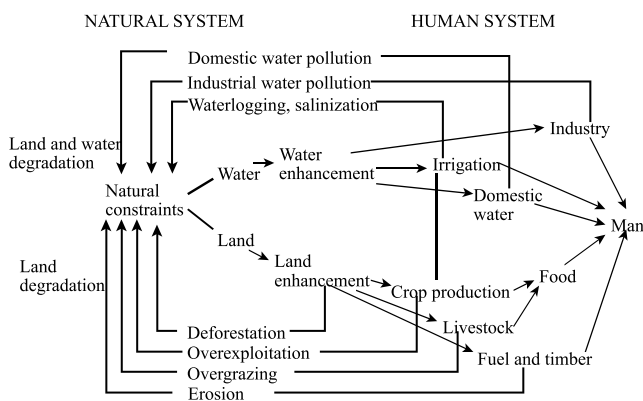 NATURAL SYSTEM
HUMAN SYSTEM
Domestic water pollution
Industrial water pollution
Waterlogging, salinization
Land and water
degradation
Industry
Water
Water
enhancement
Irrigation
Natural
constraints
Domestic
water
Man
Land
Land
enhancement
Land
degradation
Crop production
Food
Livestock
Deforestation
Overexploitation
Fuel and timber
Overgrazing
Erosion